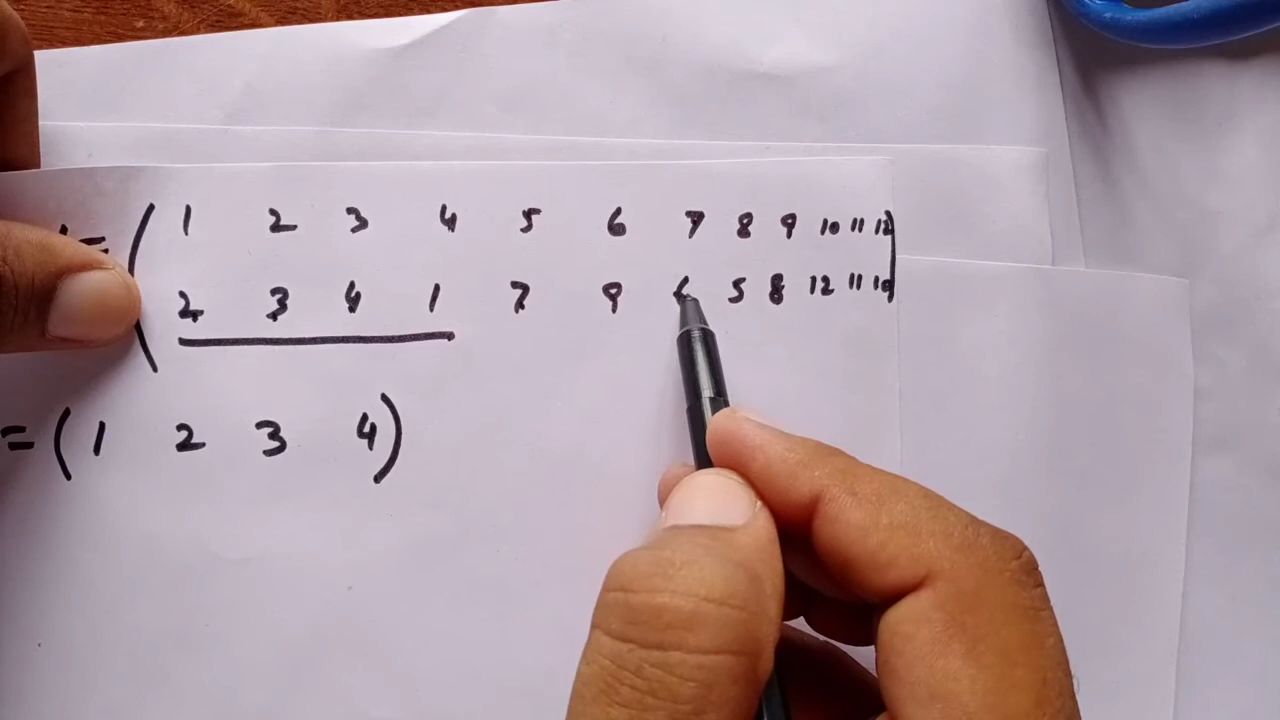 = ( 1 2 3 4 5 6 7 8 9 10 11 12 )
2 3 4 1 7 9 6 5 8 12 11 10
= ( 1 2 3 4 )